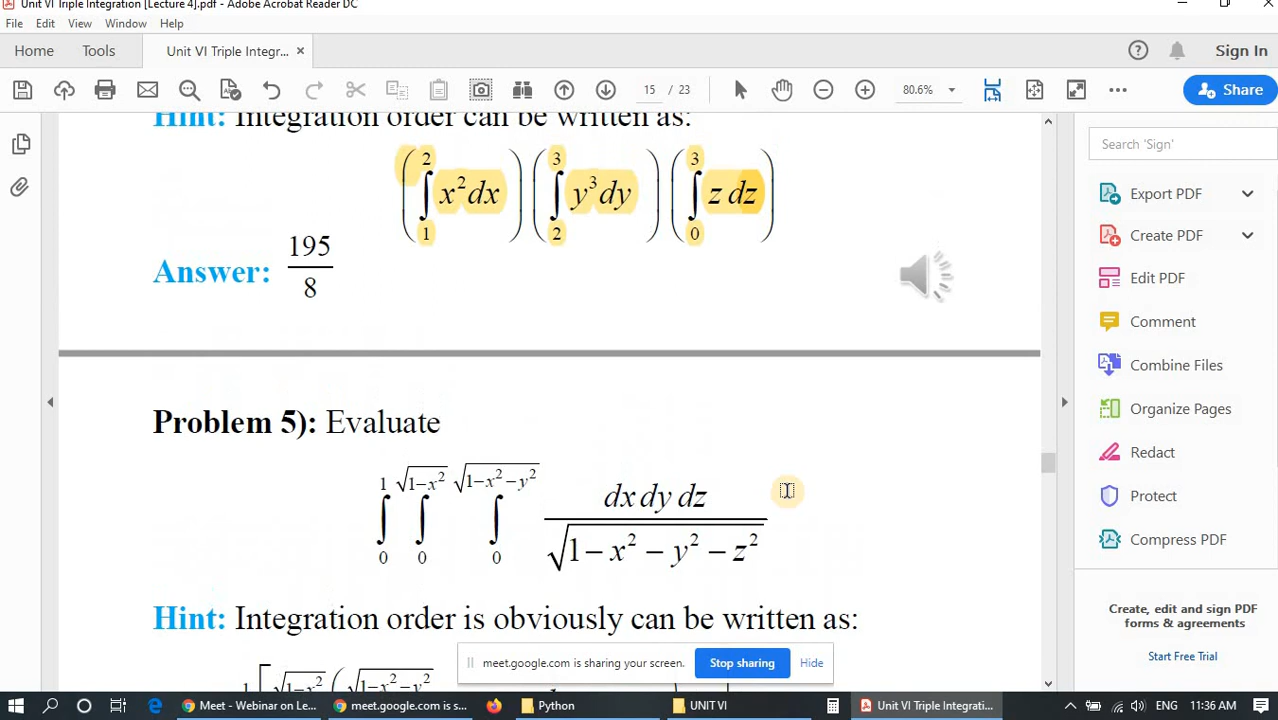 Unit VI Triple Integration [Lecture 4].pdf - Adobe Acrobat Reader DC
File Edit View Window Help
Home Tools Unit VI Triple Integr... × Sign In
15 / 23 80.6% Share
Hint: Integration order can be written as:
(∫₁² x² dx)(∫₂³ y³ dy)(∫₀³ z dz)
Answer: 195/8
Problem 5): Evaluate
∫₀¹ ∫₀^√(1−x²) ∫₀^√(1−x²−y²) dx dy dz / √(1−x²−y²−z²)
Hint: Integration order is obviously can be written as:
meet.google.com is sharing your screen. Stop sharing Hide
Search 'Sign'
Export PDF
Create PDF
Edit PDF
Comment
Combine Files
Organize Pages
Redact
Protect
Compress PDF
Create, edit and sign PDF
forms & agreements
Start Free Trial
Meet - Webinar on Le... meet.google.com is s... Python UNIT VI Unit VI Triple Integrati... ENG 11:36 AM